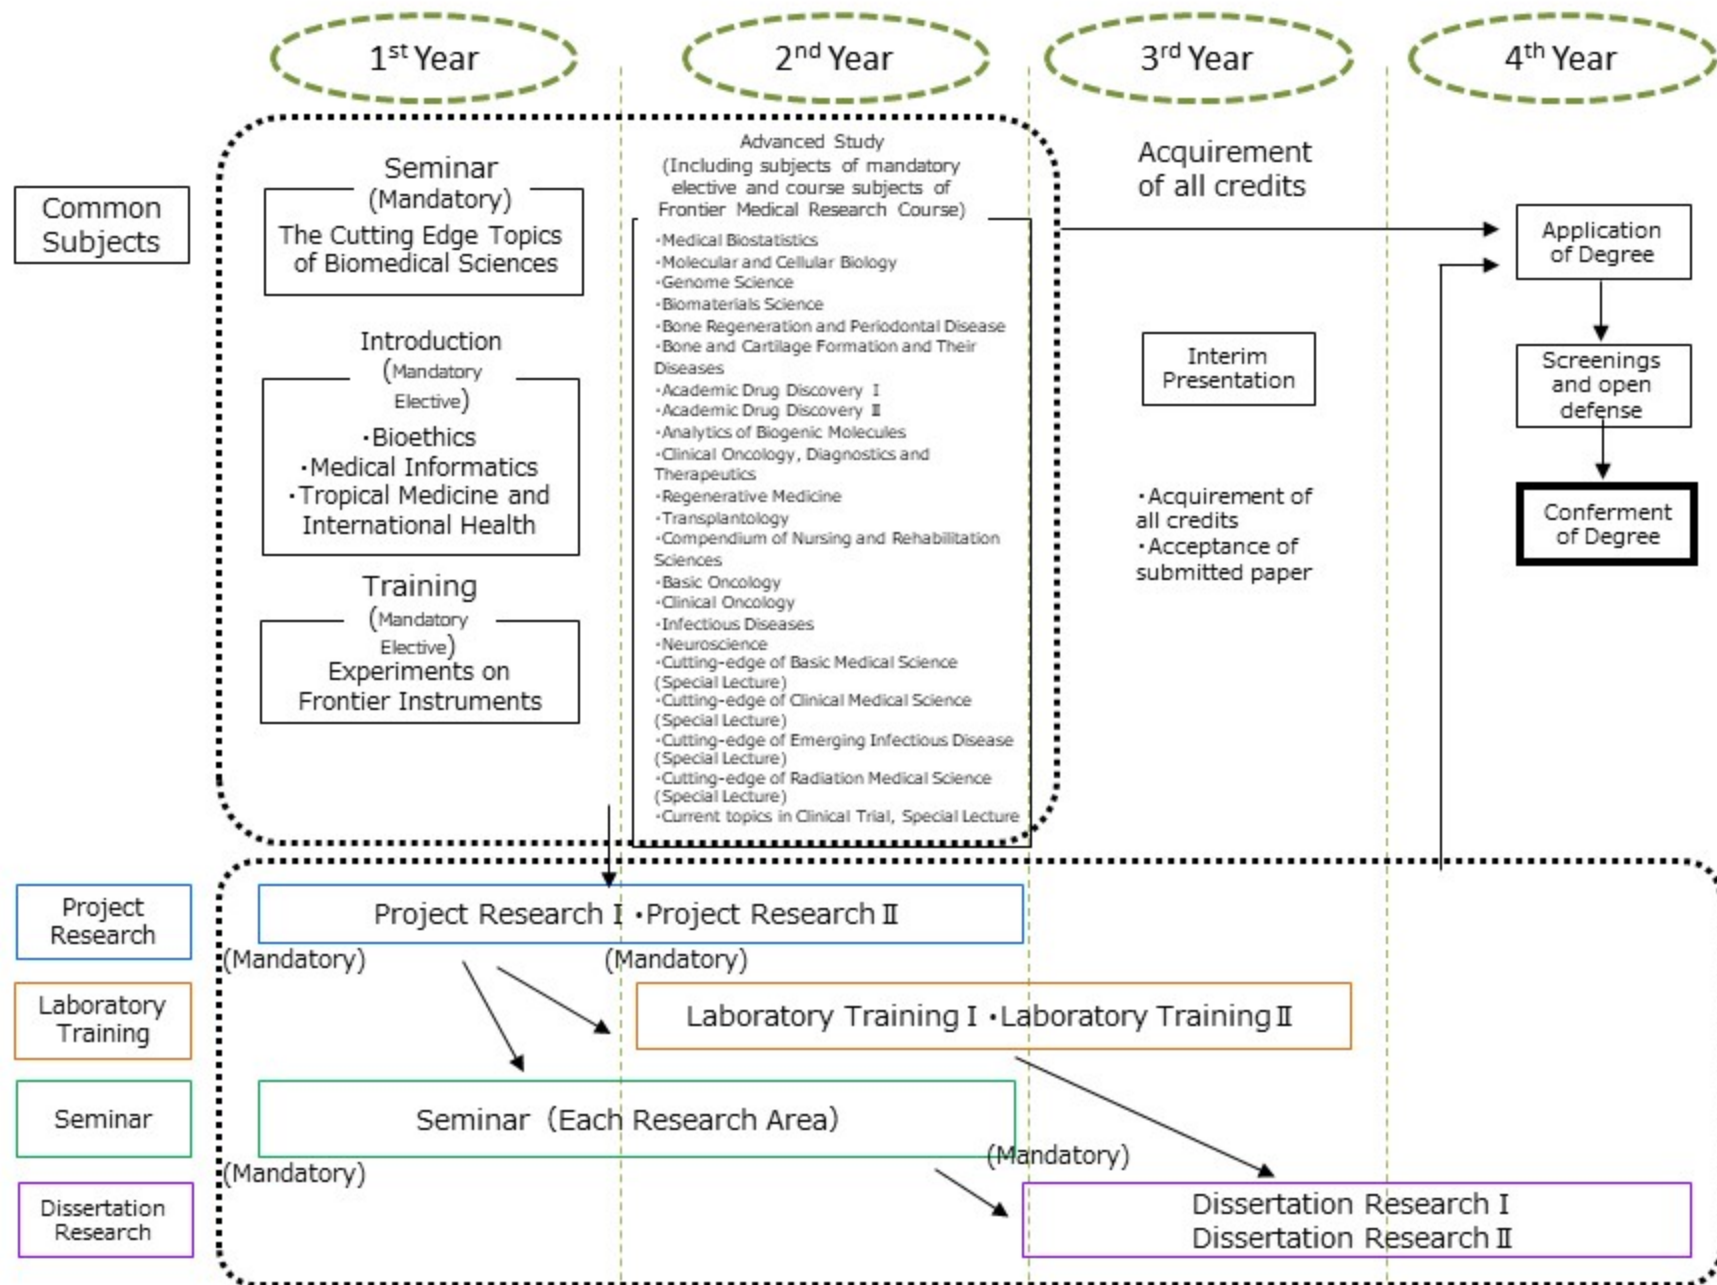 1st Year
2nd Year
3rd Year
4th Year
Common
Subjects
Seminar
(Mandatory)
The Cutting Edge Topics
of Biomedical Sciences
Introduction
(Mandatory
Elective)
・Bioethics
・Medical Informatics
・Tropical Medicine and
International Health
Training
(Mandatory
Elective)
Experiments on
Frontier Instruments
Advanced Study
(Including subjects of mandatory
elective and course subjects of
Frontier Medical Research Course)
・Medical Biostatistics
・Molecular and Cellular Biology
・Genome Science
・Biomaterials Science
・Bone Regeneration and Periodontal Disease
・Bone and Cartilage Formation and Their
Diseases
・Academic Drug Discovery Ⅰ
・Academic Drug Discovery Ⅱ
・Analytics of Biogenic Molecules
・Clinical Oncology, Diagnostics and
Therapeutics
・Regenerative Medicine
・Transplantology
・Compendium of Nursing and Rehabilitation
Sciences
・Basic Oncology
・Clinical Oncology
・Infectious Diseases
・Neuroscience
・Cutting-edge of Basic Medical Science
(Special Lecture)
・Cutting-edge of Clinical Medical Science
(Special Lecture)
・Cutting-edge of Emerging Infectious Disease
(Special Lecture)
・Cutting-edge of Radiation Medical Science
(Special Lecture)
・Current topics in Clinical Trial, Special Lecture
Acquirement
of all credits
Interim
Presentation
・Acquirement of
all credits
・Acceptance of
submitted paper
Application
of Degree
Screenings
and open
defense
Conferment
of Degree
Project
Research
Project Research Ⅰ・Project Research Ⅱ
(Mandatory)
(Mandatory)
Laboratory
Training
Laboratory Training Ⅰ・Laboratory Training Ⅱ
Seminar
Seminar（Each Research Area）
(Mandatory)
(Mandatory)
Dissertation
Research
Dissertation Research Ⅰ
Dissertation Research Ⅱ